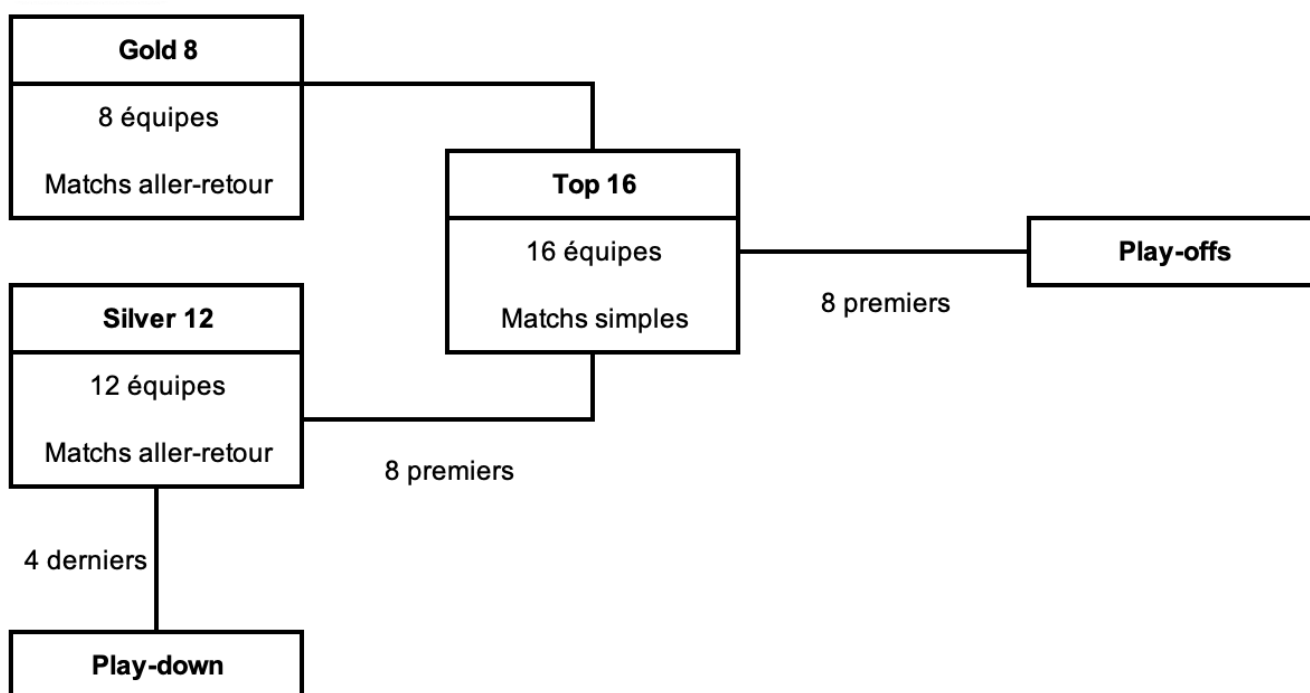 Gold 8
8 équipes
Matchs aller-retour
Top 16
16 équipes
Matchs simples
8 premiers
Play-offs
Silver 12
12 équipes
Matchs aller-retour
8 premiers
4 derniers
Play-down